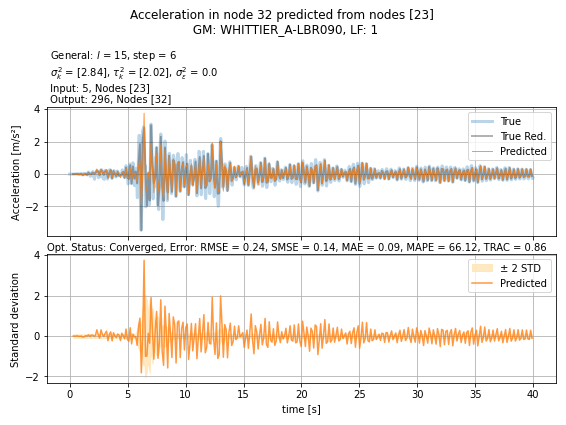 Acceleration in node 32 predicted from nodes [23]
GM: WHITTIER_A-LBR090, LF: 1
General: l = 15, step = 6
σ²ₖ = [2.84], τ²ₖ = [2.02], σ²ε = 0.0
Input: 5, Nodes [23]
Output: 296, Nodes [32]
4
2
0
−2
Acceleration [m/s²]
True
True Red.
Predicted
Opt. Status: Converged, Error: RMSE = 0.24, SMSE = 0.14, MAE = 0.09, MAPE = 66.12, TRAC = 0.86
4
2
0
−2
Standard deviation
± 2 STD
Predicted
0 5 10 15 20 25 30 35 40
time [s]